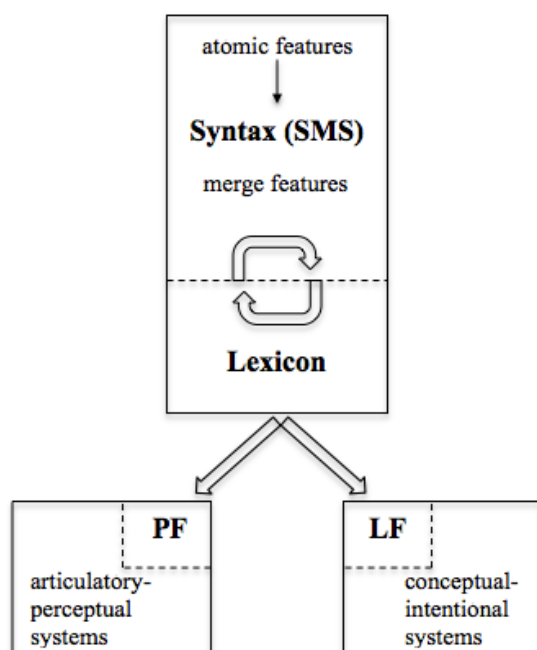 atomic features
Syntax (SMS)
merge features
Lexicon
PF
articulatory-
perceptual
systems
LF
conceptual-
intentional
systems